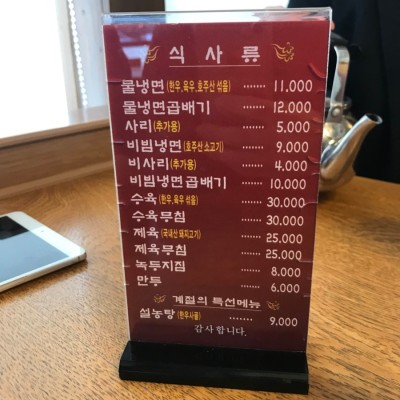 식사류
물냉면(한우,육우,호주산 섞음) ······· 11,000
물냉면곱배기 ······· 12,000
사리(추가용) ······· 5,000
비빔냉면(호주산 소고기) ······· 9,000
비사리(추가용) ······· 4,000
비빔냉면곱배기 ······ 10,000
수육(한우,육우 섞음) ······ 30,000
수육무침 ······ 30,000
제육(국내산 돼지고기) ······ 25,000
제육무침 ······ 25,000
녹두지짐 ······ 8,000
만두 ······ 6,000
계절의 특선메뉴
설농탕(한우사골) ······ 9,000
감사합니다.